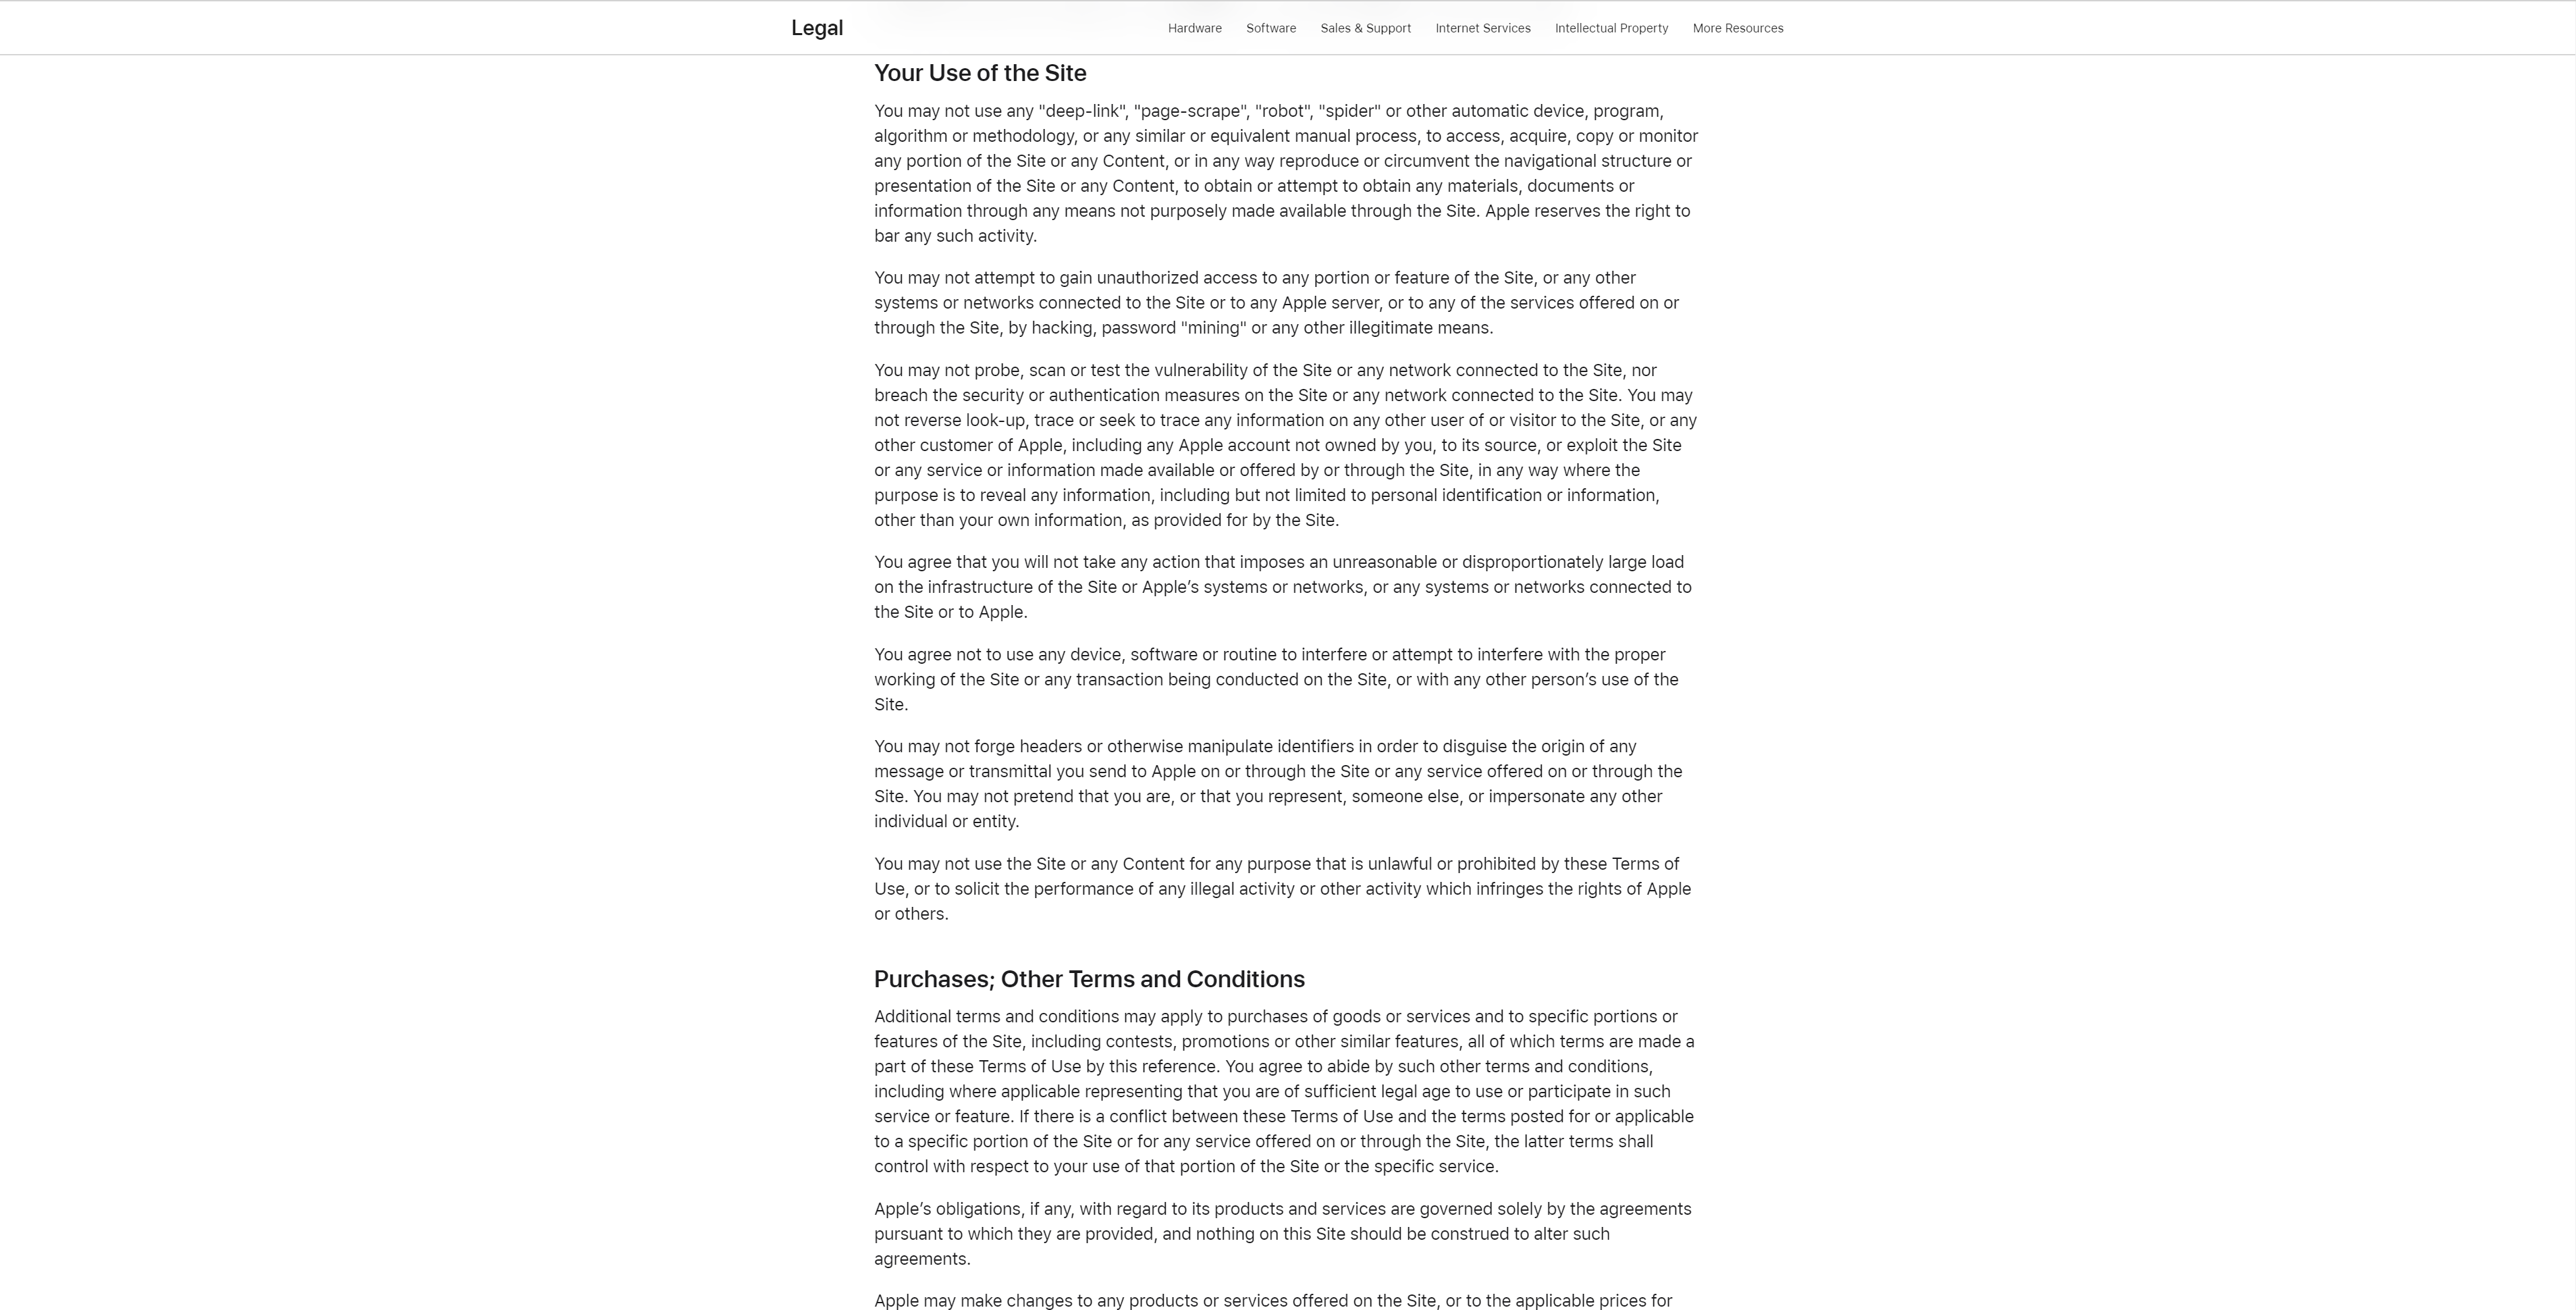 Legal
Hardware Software Sales & Support Internet Services Intellectual Property More Resources
Your Use of the Site
You may not use any "deep-link", "page-scrape", "robot", "spider" or other automatic device, program,
algorithm or methodology, or any similar or equivalent manual process, to access, acquire, copy or monitor
any portion of the Site or any Content, or in any way reproduce or circumvent the navigational structure or
presentation of the Site or any Content, to obtain or attempt to obtain any materials, documents or
information through any means not purposely made available through the Site. Apple reserves the right to
bar any such activity.
You may not attempt to gain unauthorized access to any portion or feature of the Site, or any other
systems or networks connected to the Site or to any Apple server, or to any of the services offered on or
through the Site, by hacking, password "mining" or any other illegitimate means.
You may not probe, scan or test the vulnerability of the Site or any network connected to the Site, nor
breach the security or authentication measures on the Site or any network connected to the Site. You may
not reverse look-up, trace or seek to trace any information on any other user of or visitor to the Site, or any
other customer of Apple, including any Apple account not owned by you, to its source, or exploit the Site
or any service or information made available or offered by or through the Site, in any way where the
purpose is to reveal any information, including but not limited to personal identification or information,
other than your own information, as provided for by the Site.
You agree that you will not take any action that imposes an unreasonable or disproportionately large load
on the infrastructure of the Site or Apple’s systems or networks, or any systems or networks connected to
the Site or to Apple.
You agree not to use any device, software or routine to interfere or attempt to interfere with the proper
working of the Site or any transaction being conducted on the Site, or with any other person’s use of the
Site.
You may not forge headers or otherwise manipulate identifiers in order to disguise the origin of any
message or transmittal you send to Apple on or through the Site or any service offered on or through the
Site. You may not pretend that you are, or that you represent, someone else, or impersonate any other
individual or entity.
You may not use the Site or any Content for any purpose that is unlawful or prohibited by these Terms of
Use, or to solicit the performance of any illegal activity or other activity which infringes the rights of Apple
or others.
Purchases; Other Terms and Conditions
Additional terms and conditions may apply to purchases of goods or services and to specific portions or
features of the Site, including contests, promotions or other similar features, all of which terms are made a
part of these Terms of Use by this reference. You agree to abide by such other terms and conditions,
including where applicable representing that you are of sufficient legal age to use or participate in such
service or feature. If there is a conflict between these Terms of Use and the terms posted for or applicable
to a specific portion of the Site or for any service offered on or through the Site, the latter terms shall
control with respect to your use of that portion of the Site or the specific service.
Apple’s obligations, if any, with regard to its products and services are governed solely by the agreements
pursuant to which they are provided, and nothing on this Site should be construed to alter such
agreements.
Apple may make changes to any products or services offered on the Site, or to the applicable prices for